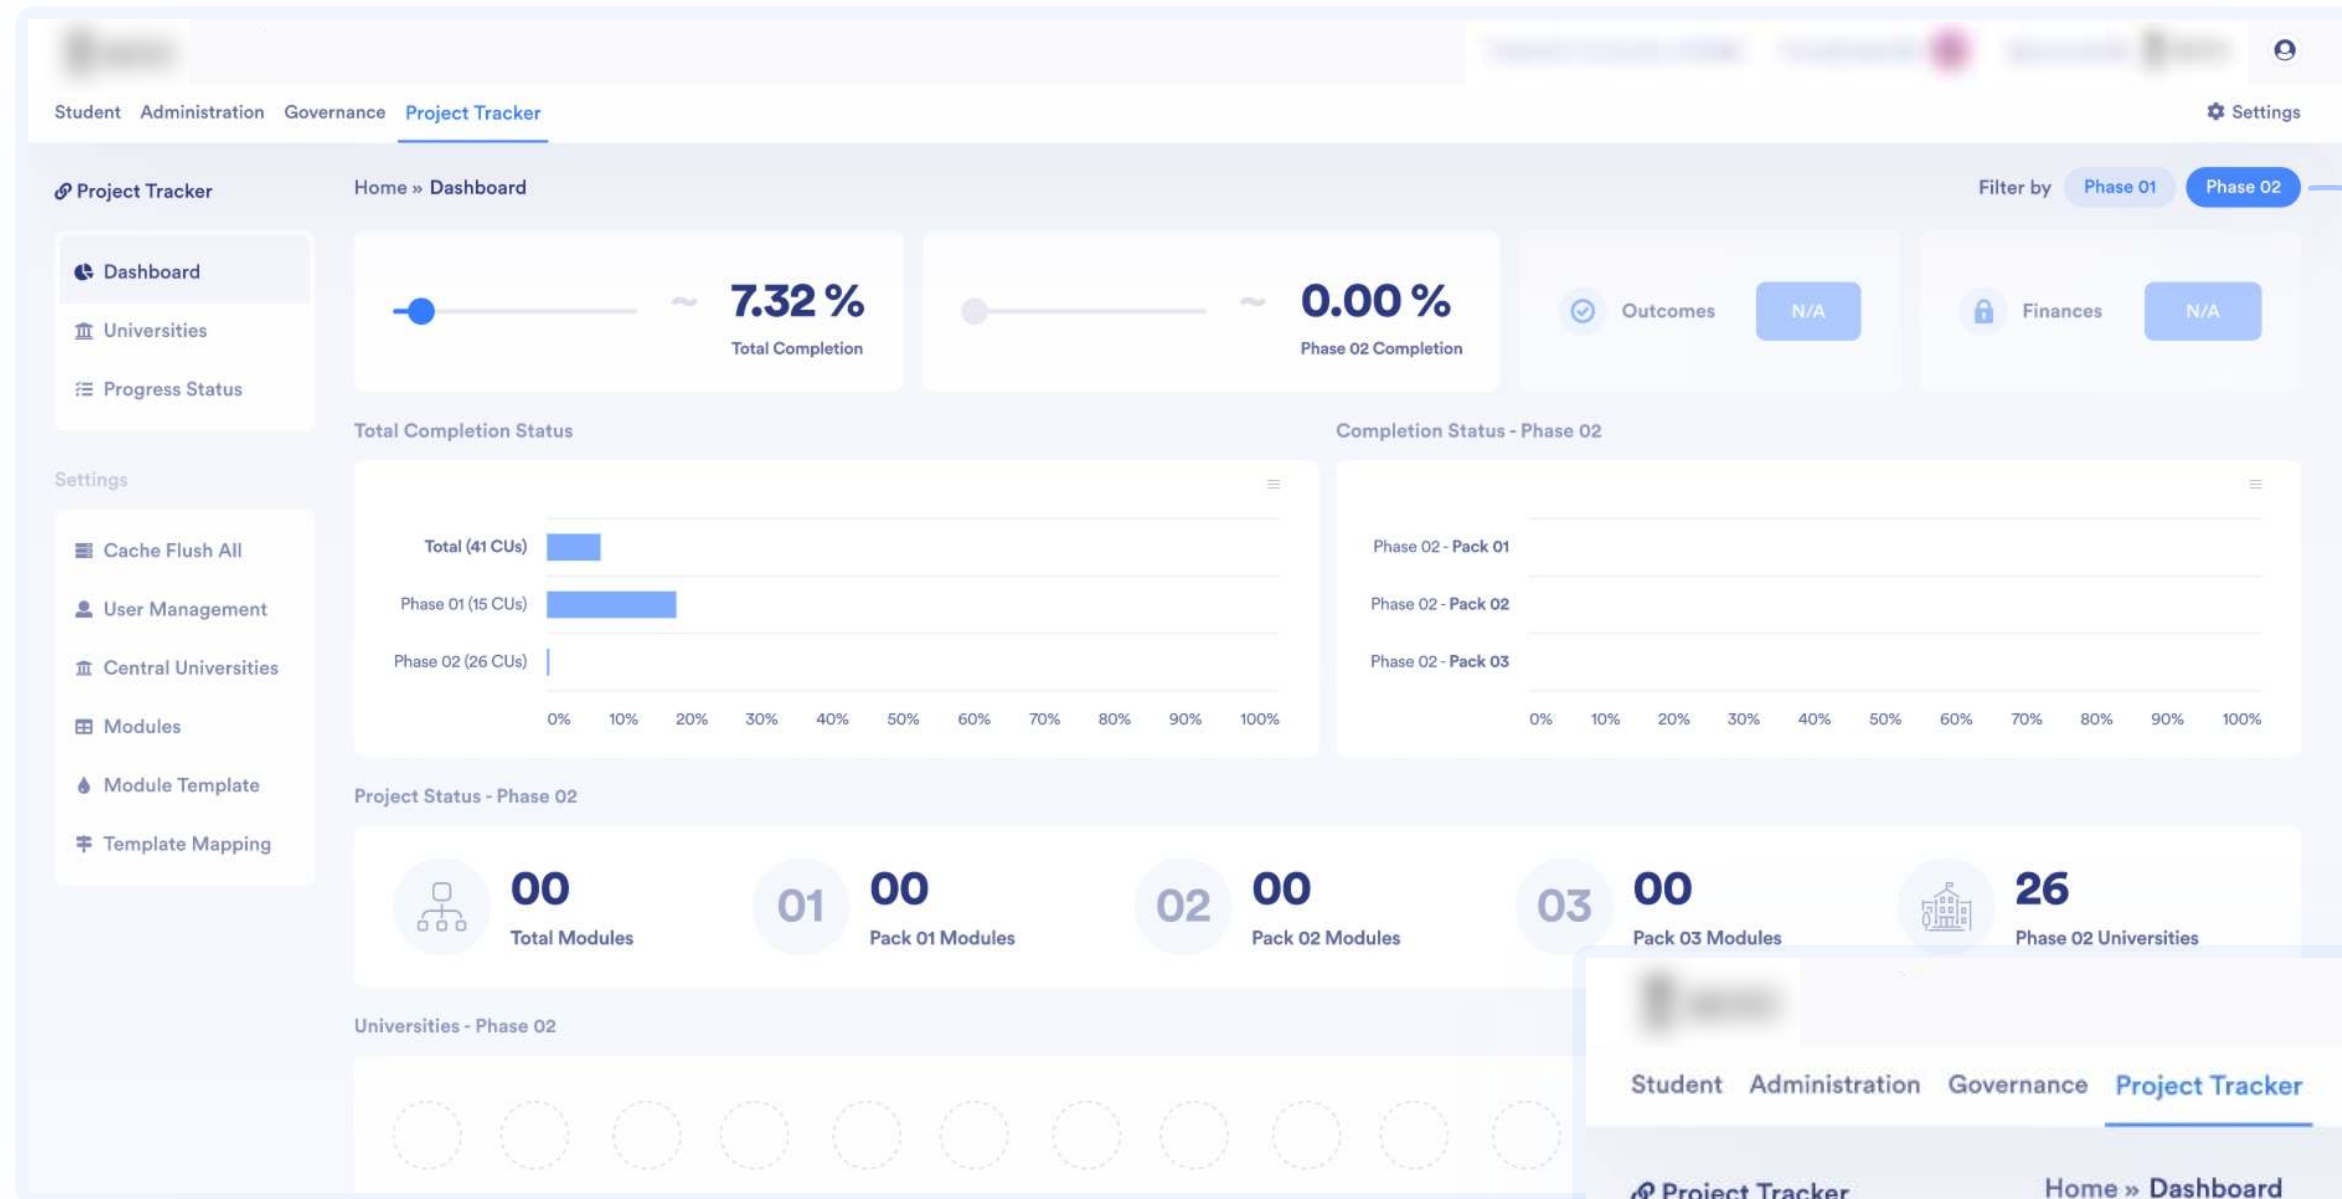 Student Administration Governance Project Tracker
Settings
Project Tracker
Home » Dashboard
Filter by Phase 01 Phase 02
Dashboard
Universities
Progress Status
Settings
Cache Flush All
User Management
Central Universities
Modules
Module Template
Template Mapping
~ 7.32 %
Total Completion
~ 0.00 %
Phase 02 Completion
Outcomes N/A
Finances N/A
Total Completion Status
Total (41 CUs)
Phase 01 (15 CUs)
Phase 02 (26 CUs)
0% 10% 20% 30% 40% 50% 60% 70% 80% 90% 100%
Completion Status - Phase 02
Phase 02 - Pack 01
Phase 02 - Pack 02
Phase 02 - Pack 03
0% 10% 20% 30% 40% 50% 60% 70% 80% 90% 100%
Project Status - Phase 02
00
Total Modules
01 00
Pack 01 Modules
02 00
Pack 02 Modules
03 00
Pack 03 Modules
26
Phase 02 Universities
Universities - Phase 02
Student Administration Governance Project Tracker
Project Tracker
Home » Dashboard